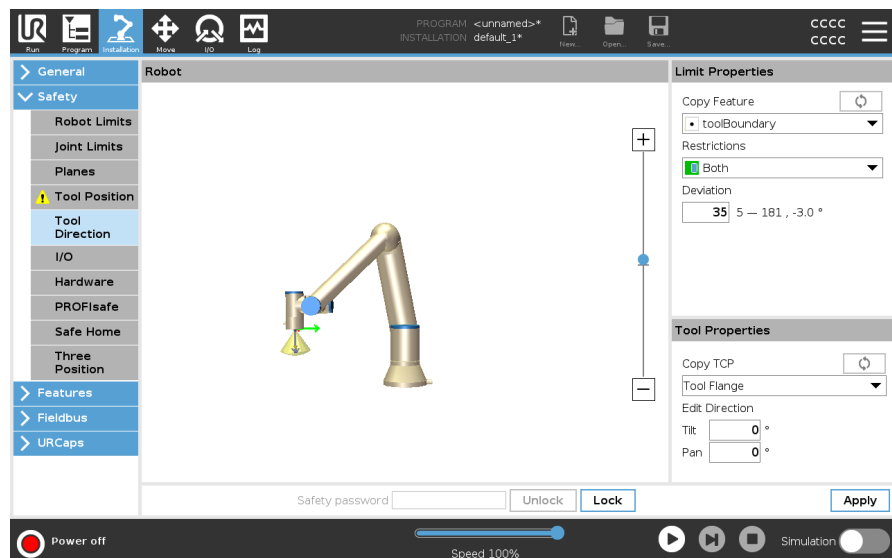 PROGRAM <unnamed>*
INSTALLATION default_1*
CCCC
CCCC
Run
Program
Installation
Move
I/O
Log
New...
Open...
Save...
General
Safety
Robot Limits
Joint Limits
Planes
Tool Position
Tool
Direction
I/O
Hardware
PROFIsafe
Safe Home
Three
Position
Features
Fieldbus
URCaps
Robot
Limit Properties
Copy Feature
toolBoundary
Restrictions
Both
Deviation
35 5 — 181 , -3.0 °
Tool Properties
Copy TCP
Tool Flange
Edit Direction
Tilt 0 °
Pan 0 °
Safety password Unlock Lock Apply
Power off
Speed 100%
Simulation